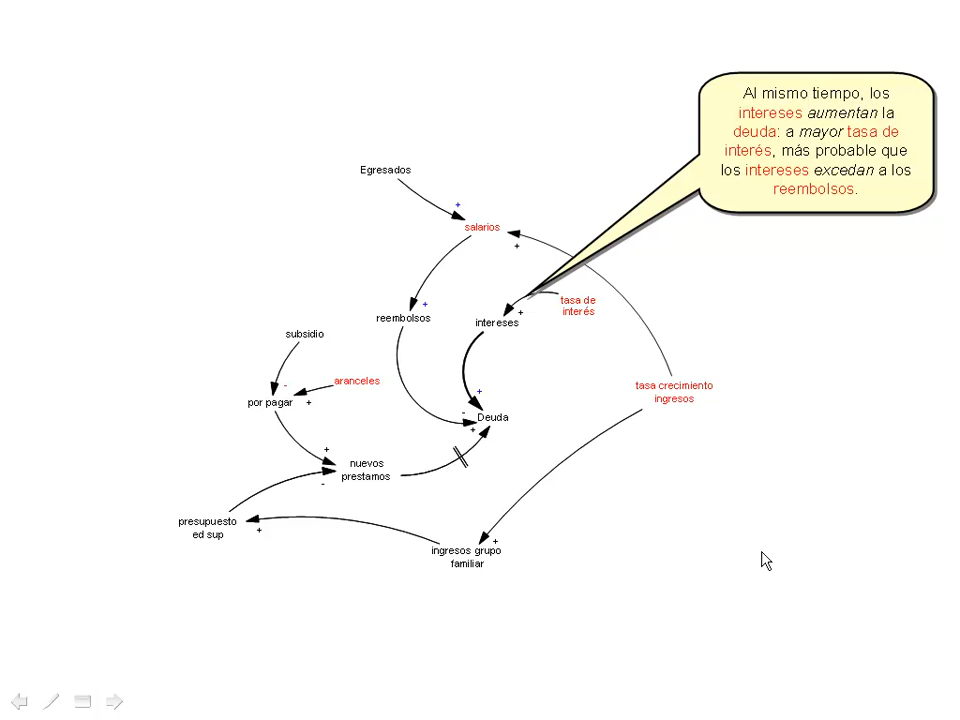 Al mismo tiempo, los
intereses aumentan la
deuda: a mayor tasa de
interés, más probable que
los intereses excedan a los
reembolsos.
Egresados
+
salarios
+
+
reembolsos
tasa de
interés
+
intereses
subsidio
-
aranceles
por pagar
+
tasa crecimiento
ingresos
+
-
Deuda
+
+
nuevos
prestamos
-
presupuesto
ed sup
+
+
ingresos grupo
familiar